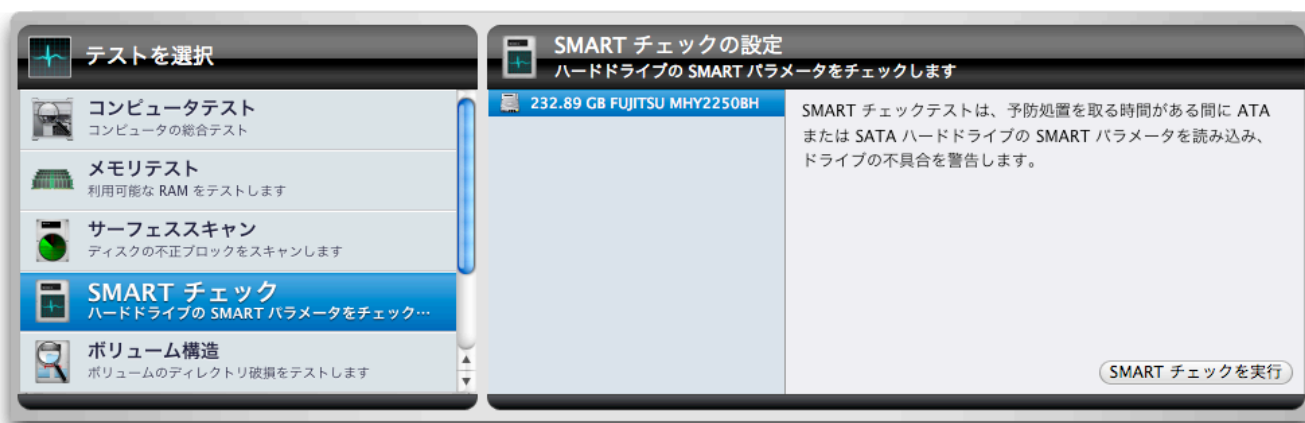 テストを選択
コンピュータテスト
コンピュータの総合テスト
メモリテスト
利用可能な RAM をテストします
サーフェススキャン
ディスクの不正ブロックをスキャンします
SMART チェック
ハードドライブの SMART パラメータをチェック…
ボリューム構造
ボリュームのディレクトリ破損をテストします
SMART チェックの設定
ハードドライブの SMART パラメータをチェックします
232.89 GB FUJITSU MHY2250BH
SMART チェックテストは、予防処置を取る時間がある間に ATA
または SATA ハードドライブの SMART パラメータを読み込み、
ドライブの不具合を警告します。
SMART チェックを実行